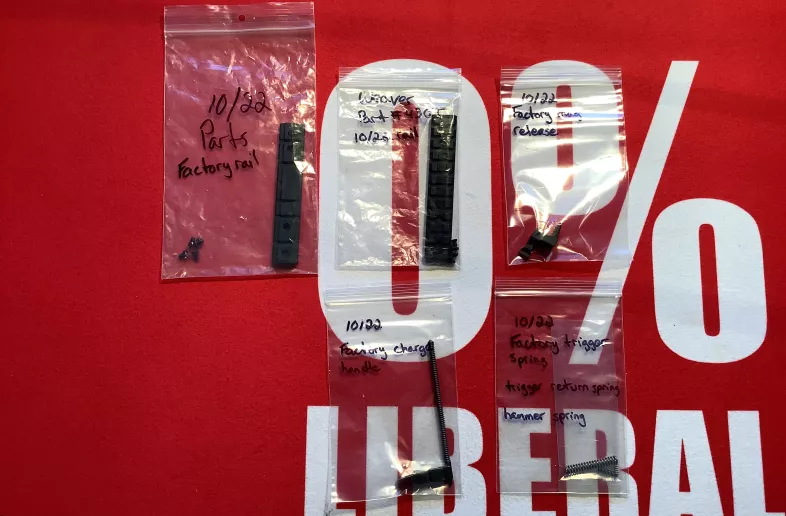 10/22
Parts
Factory rail
Weaver
Part #
10/22 rail
10/22
Factory mag
release
10/22
Factory charge
handle
10/22
Factory trigger
spring
trigger return spring
hammer spring
0%
LIBERAL